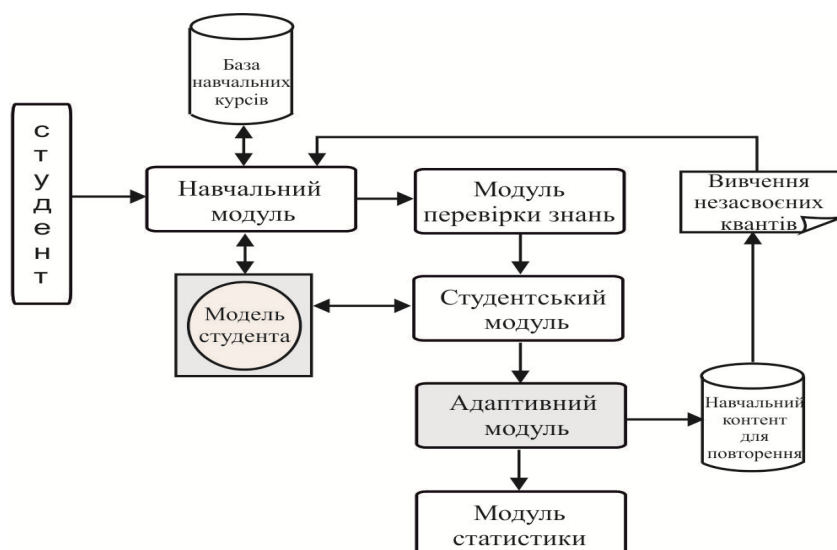 База
навчальних
курсів
студент
Навчальний
модуль
Модуль
перевірки знань
Вивчення
незасвоєних
квантів
Модель
студента
Студентський
модуль
Адаптивний
модуль
Навчальний
контент
для
повторення
Модуль
статистики